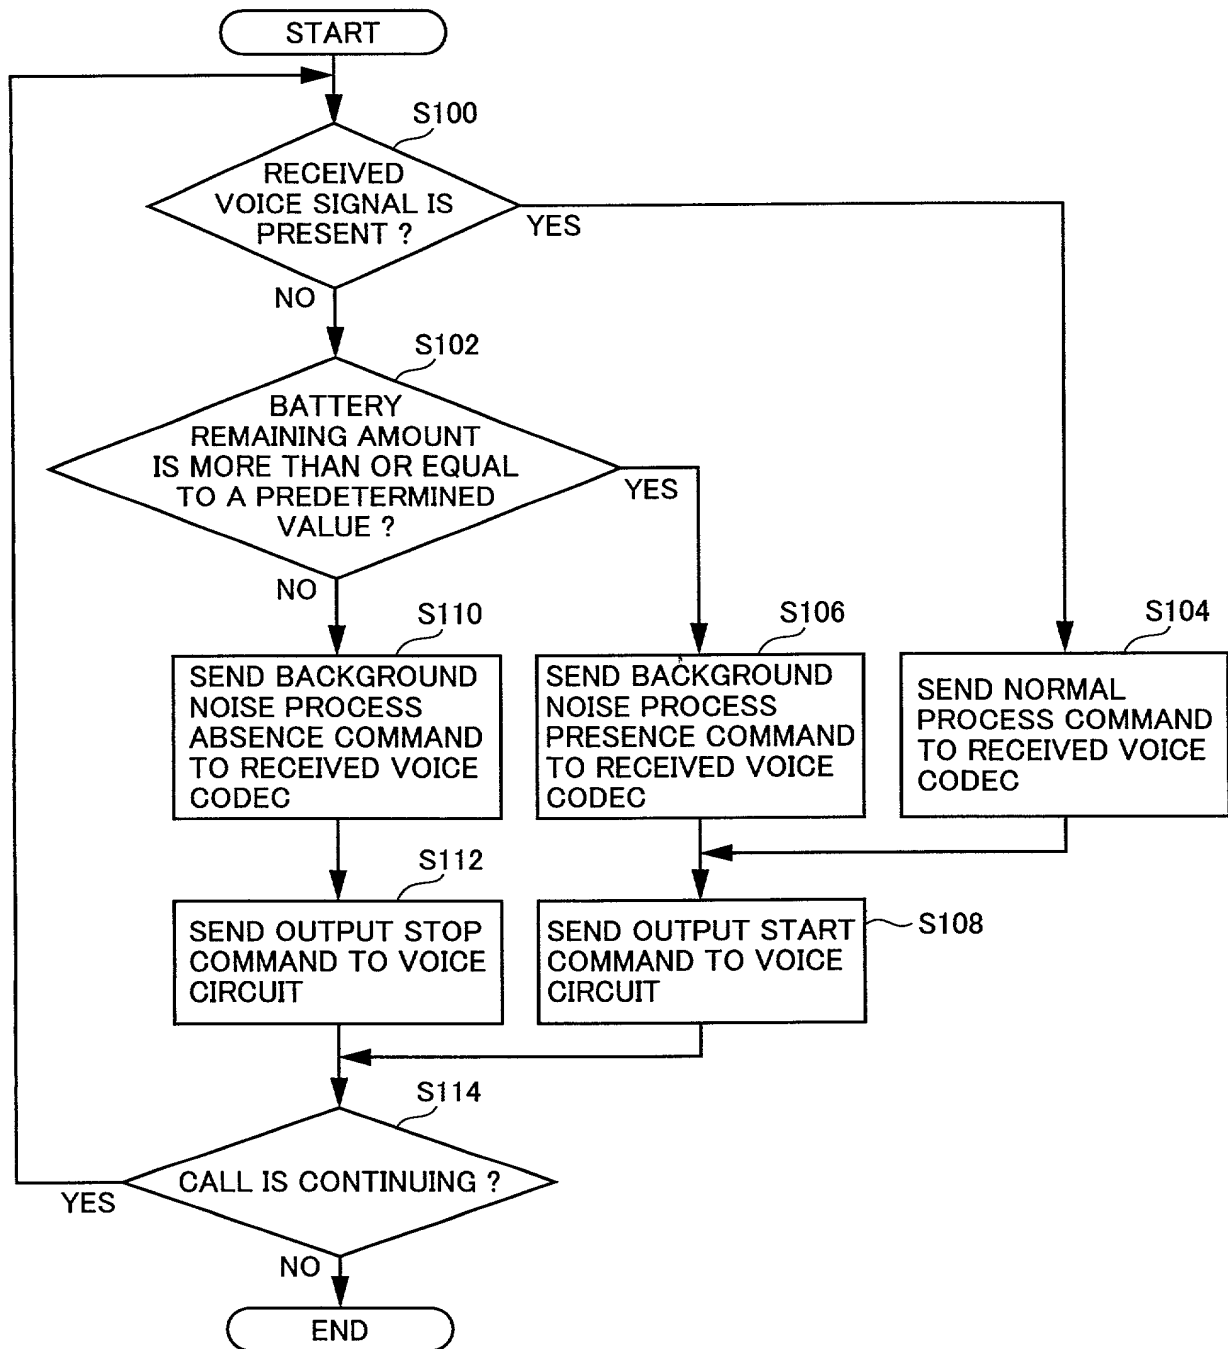 START
S100
RECEIVED
VOICE SIGNAL IS
PRESENT ?
YES
NO
S102
BATTERY
REMAINING AMOUNT
IS MORE THAN OR EQUAL
TO A PREDETERMINED
VALUE ?
YES
NO
S110
SEND BACKGROUND
NOISE PROCESS
ABSENCE COMMAND
TO RECEIVED VOICE
CODEC
S106
SEND BACKGROUND
NOISE PROCESS
PRESENCE COMMAND
TO RECEIVED VOICE
CODEC
S104
SEND NORMAL
PROCESS COMMAND
TO RECEIVED VOICE
CODEC
S112
SEND OUTPUT STOP
COMMAND TO VOICE
CIRCUIT
S108
SEND OUTPUT START
COMMAND TO VOICE
CIRCUIT
S114
CALL IS CONTINUING ?
YES
NO
END